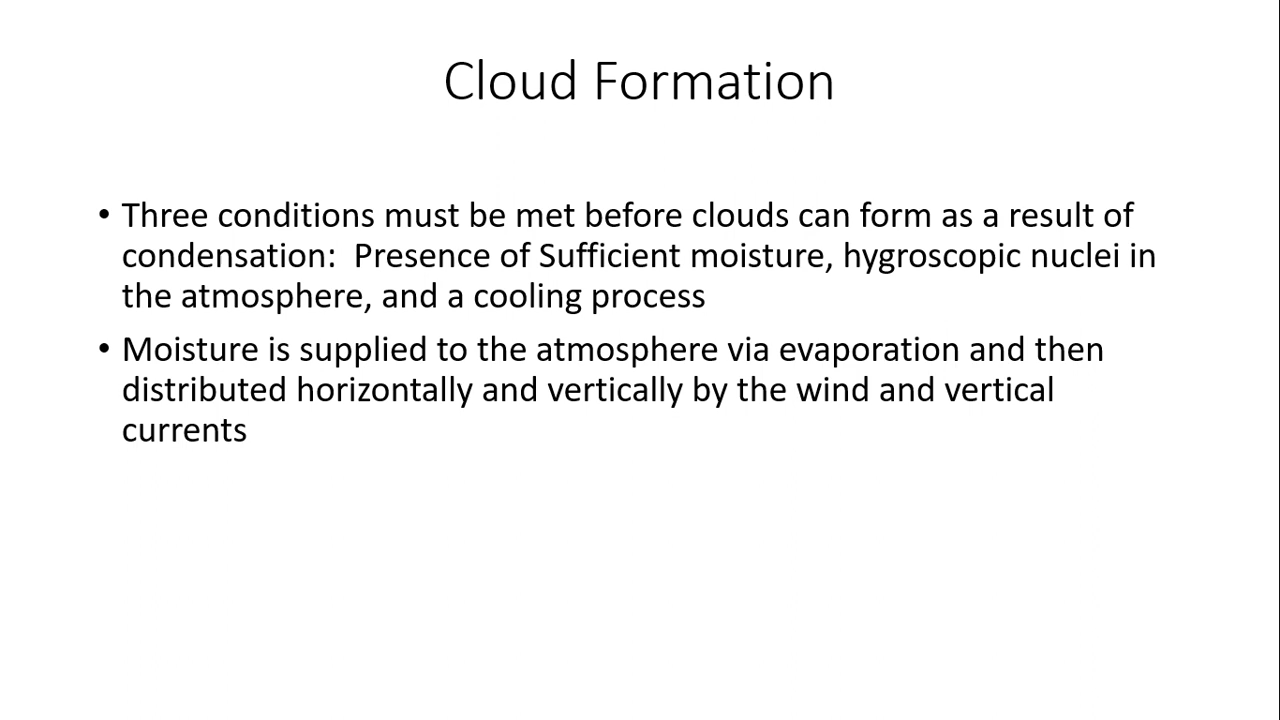 Cloud Formation
• Three conditions must be met before clouds can form as a result of
condensation:  Presence of Sufficient moisture, hygroscopic nuclei in
the atmosphere, and a cooling process
• Moisture is supplied to the atmosphere via evaporation and then
distributed horizontally and vertically by the wind and vertical
currents